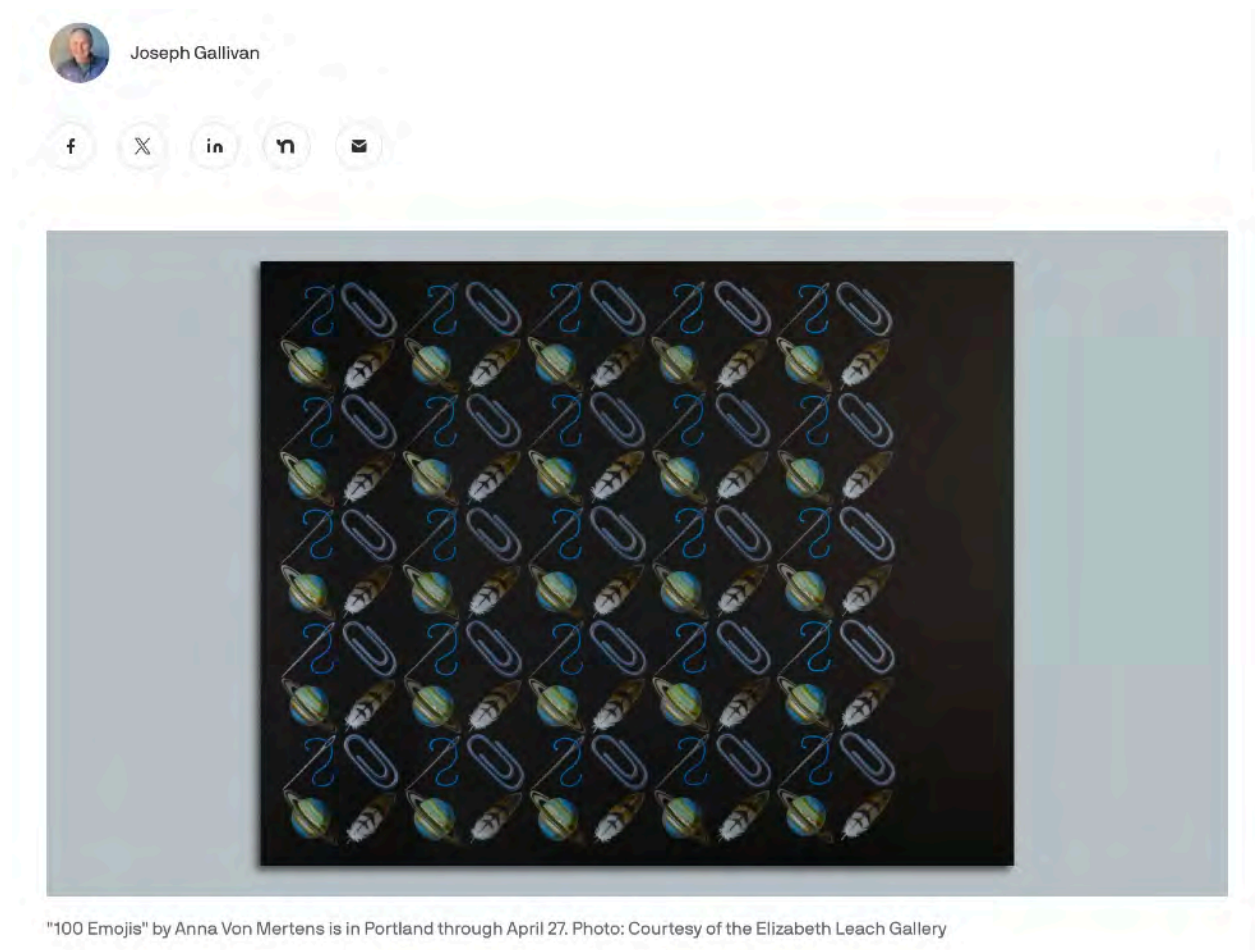 Joseph Gallivan
f
X
in
n
"100 Emojis" by Anna Von Mertens is in Portland through April 27. Photo: Courtesy of the Elizabeth Leach Gallery